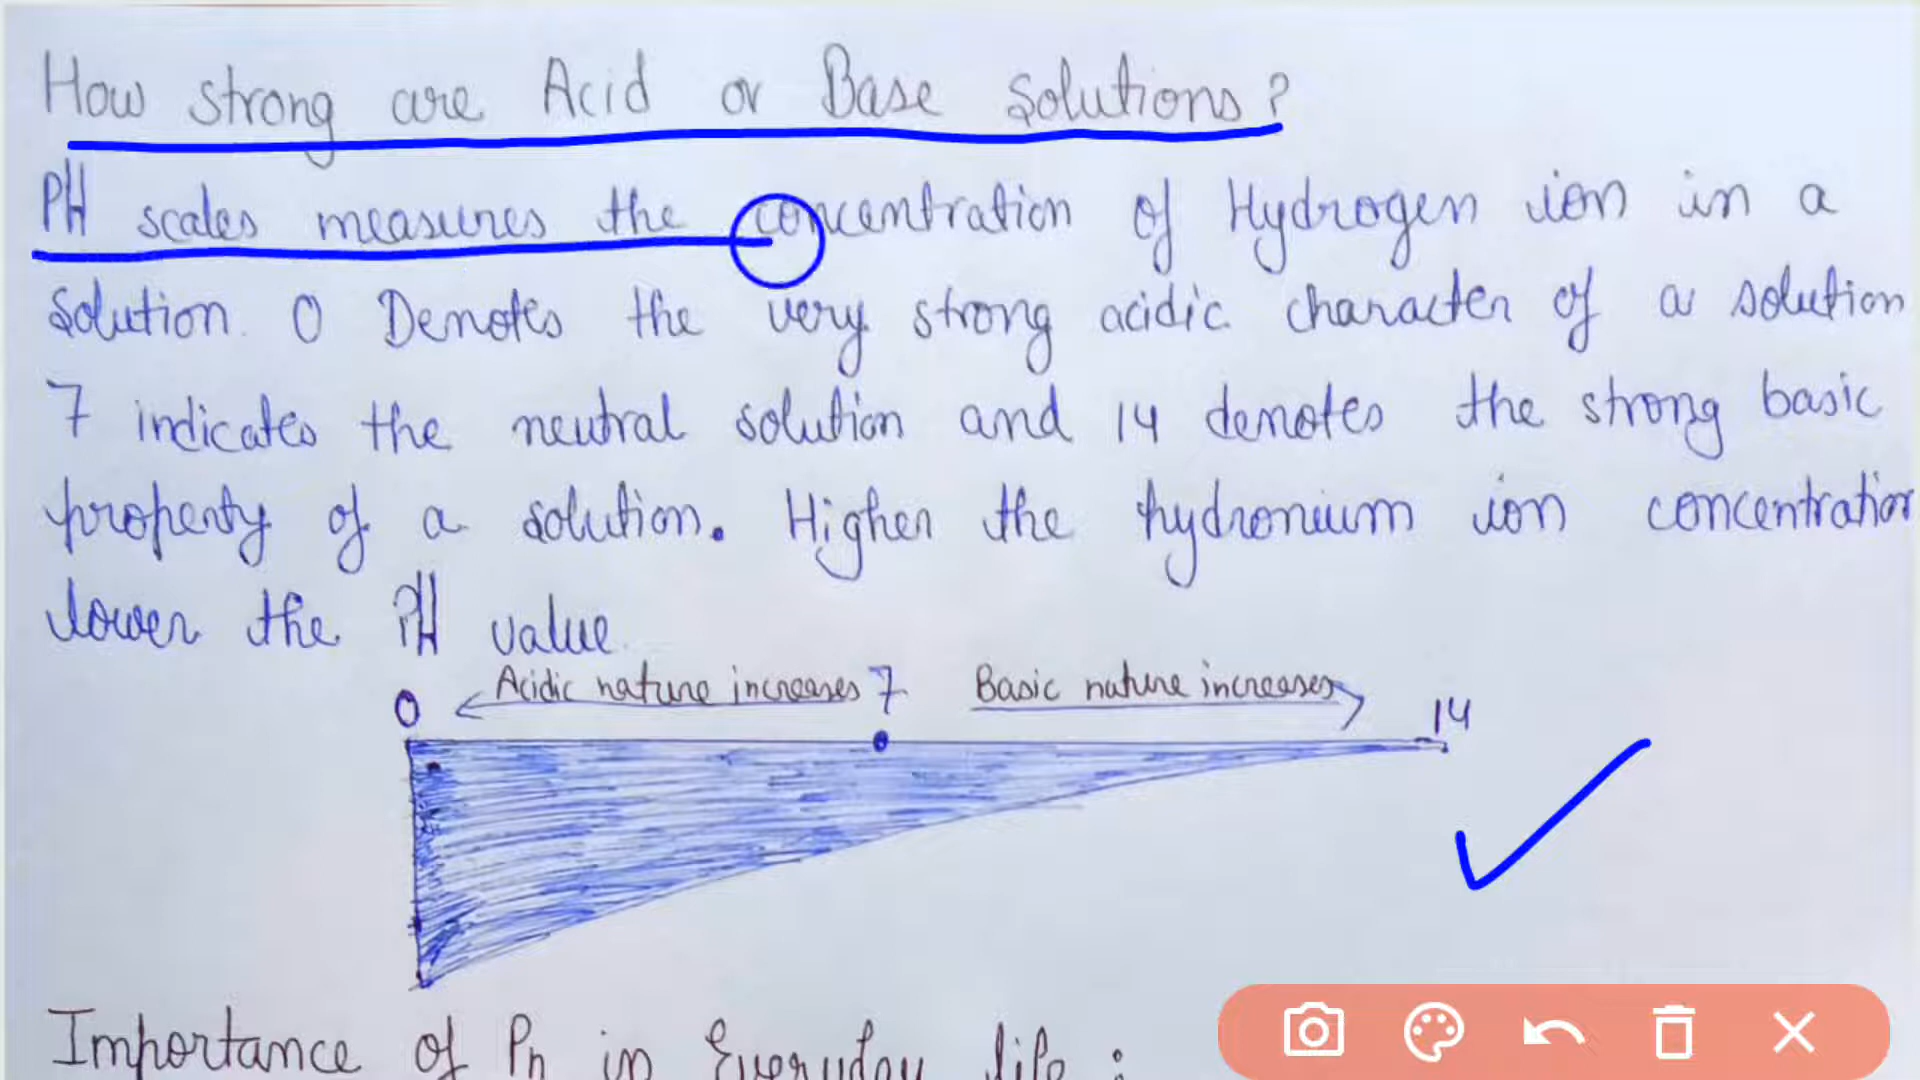 How strong are Acid or Base Solutions?
PH scales measures the concentration of Hydrogen ion in a
solution. 0 Denotes the very strong acidic character of a solution
7 indicates the neutral solution and 14 denotes the strong basic
property of a solution. Higher the hydronium ion concentration
lower the PH value.
0 Acidic nature increases 7 Basic nature increases 14
Importance of Ph in Everyday life :